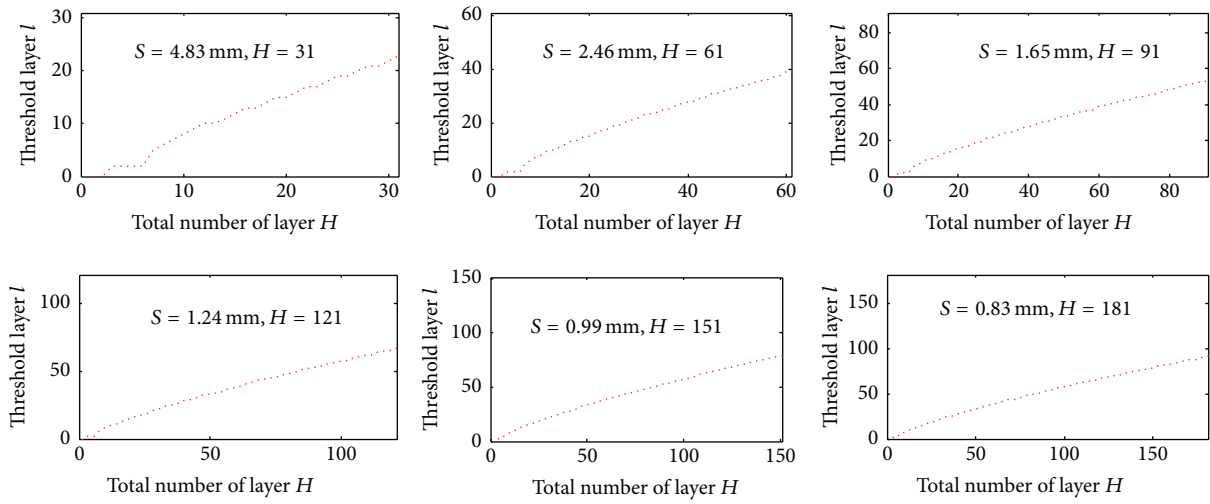 S = 4.83 mm, H = 31
Threshold layer l
30
20
10
0
0 10 20 30
Total number of layer H
S = 2.46 mm, H = 61
Threshold layer l
60
40
20
0
0 20 40 60
Total number of layer H
S = 1.65 mm, H = 91
Threshold layer l
80
60
40
20
0
0 20 40 60 80
Total number of layer H
S = 1.24 mm, H = 121
Threshold layer l
100
50
0
0 50 100
Total number of layer H
S = 0.99 mm, H = 151
Threshold layer l
150
100
50
0
0 50 100 150
Total number of layer H
S = 0.83 mm, H = 181
Threshold layer l
150
100
50
0
0 50 100 150
Total number of layer H